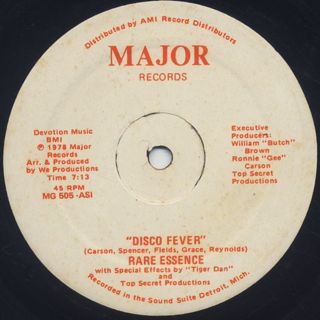 Distributed by AMI Record Distributors
MAJOR
RECORDS
Devotion Music
BMI
℗ 1978 Major
Records
Arr. & Produced
by We Productions
Time 7:13
45 RPM
MG 505-ASI
Executive
Producers:
William "Butch"
Brown
Ronnie "Gee"
Carson
Top Secret
Productions
"DISCO FEVER"
(Carson, Spencer, Fields, Grace, Reynolds)
RARE ESSENCE
with Special Effects by "Tiger Dan"
and
Top Secret Productions
Recorded in the Sound Suite Detroit, Mich.